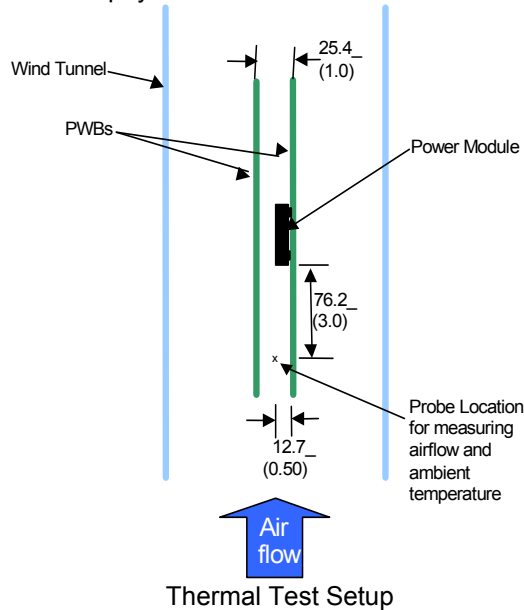 25.4_
(1.0)
Wind Tunnel
PWBs
Power Module
76.2_
(3.0)
x
Probe Location
for measuring
airflow and
ambient
temperature
12.7_
(0.50)
Air
flow
Thermal Test Setup